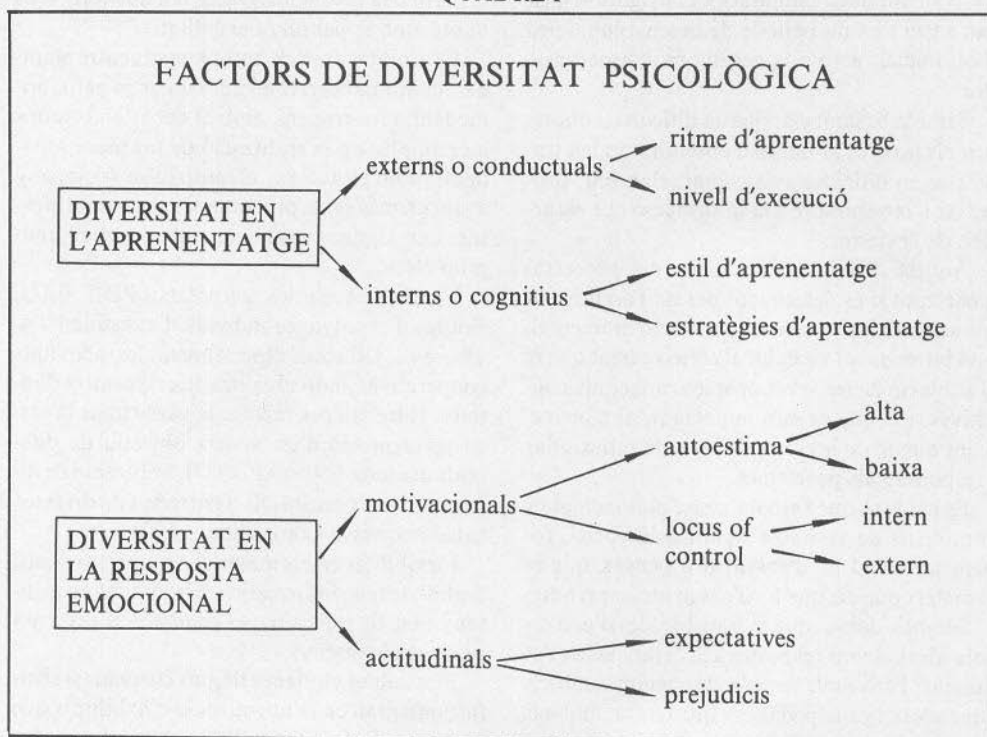 FACTORS DE DIVERSITAT PSICOLÒGICA
DIVERSITAT EN
L'APRENENTATGE
externs o conductuals
ritme d'aprenentatge
nivell d'execució
interns o cognitius
estil d'aprenentatge
estratègies d'aprenentatge
DIVERSITAT EN
LA RESPOSTA
EMOCIONAL
motivacionals
autoestima
alta
baixa
locus of
control
intern
extern
actitudinals
expectatives
prejudicis